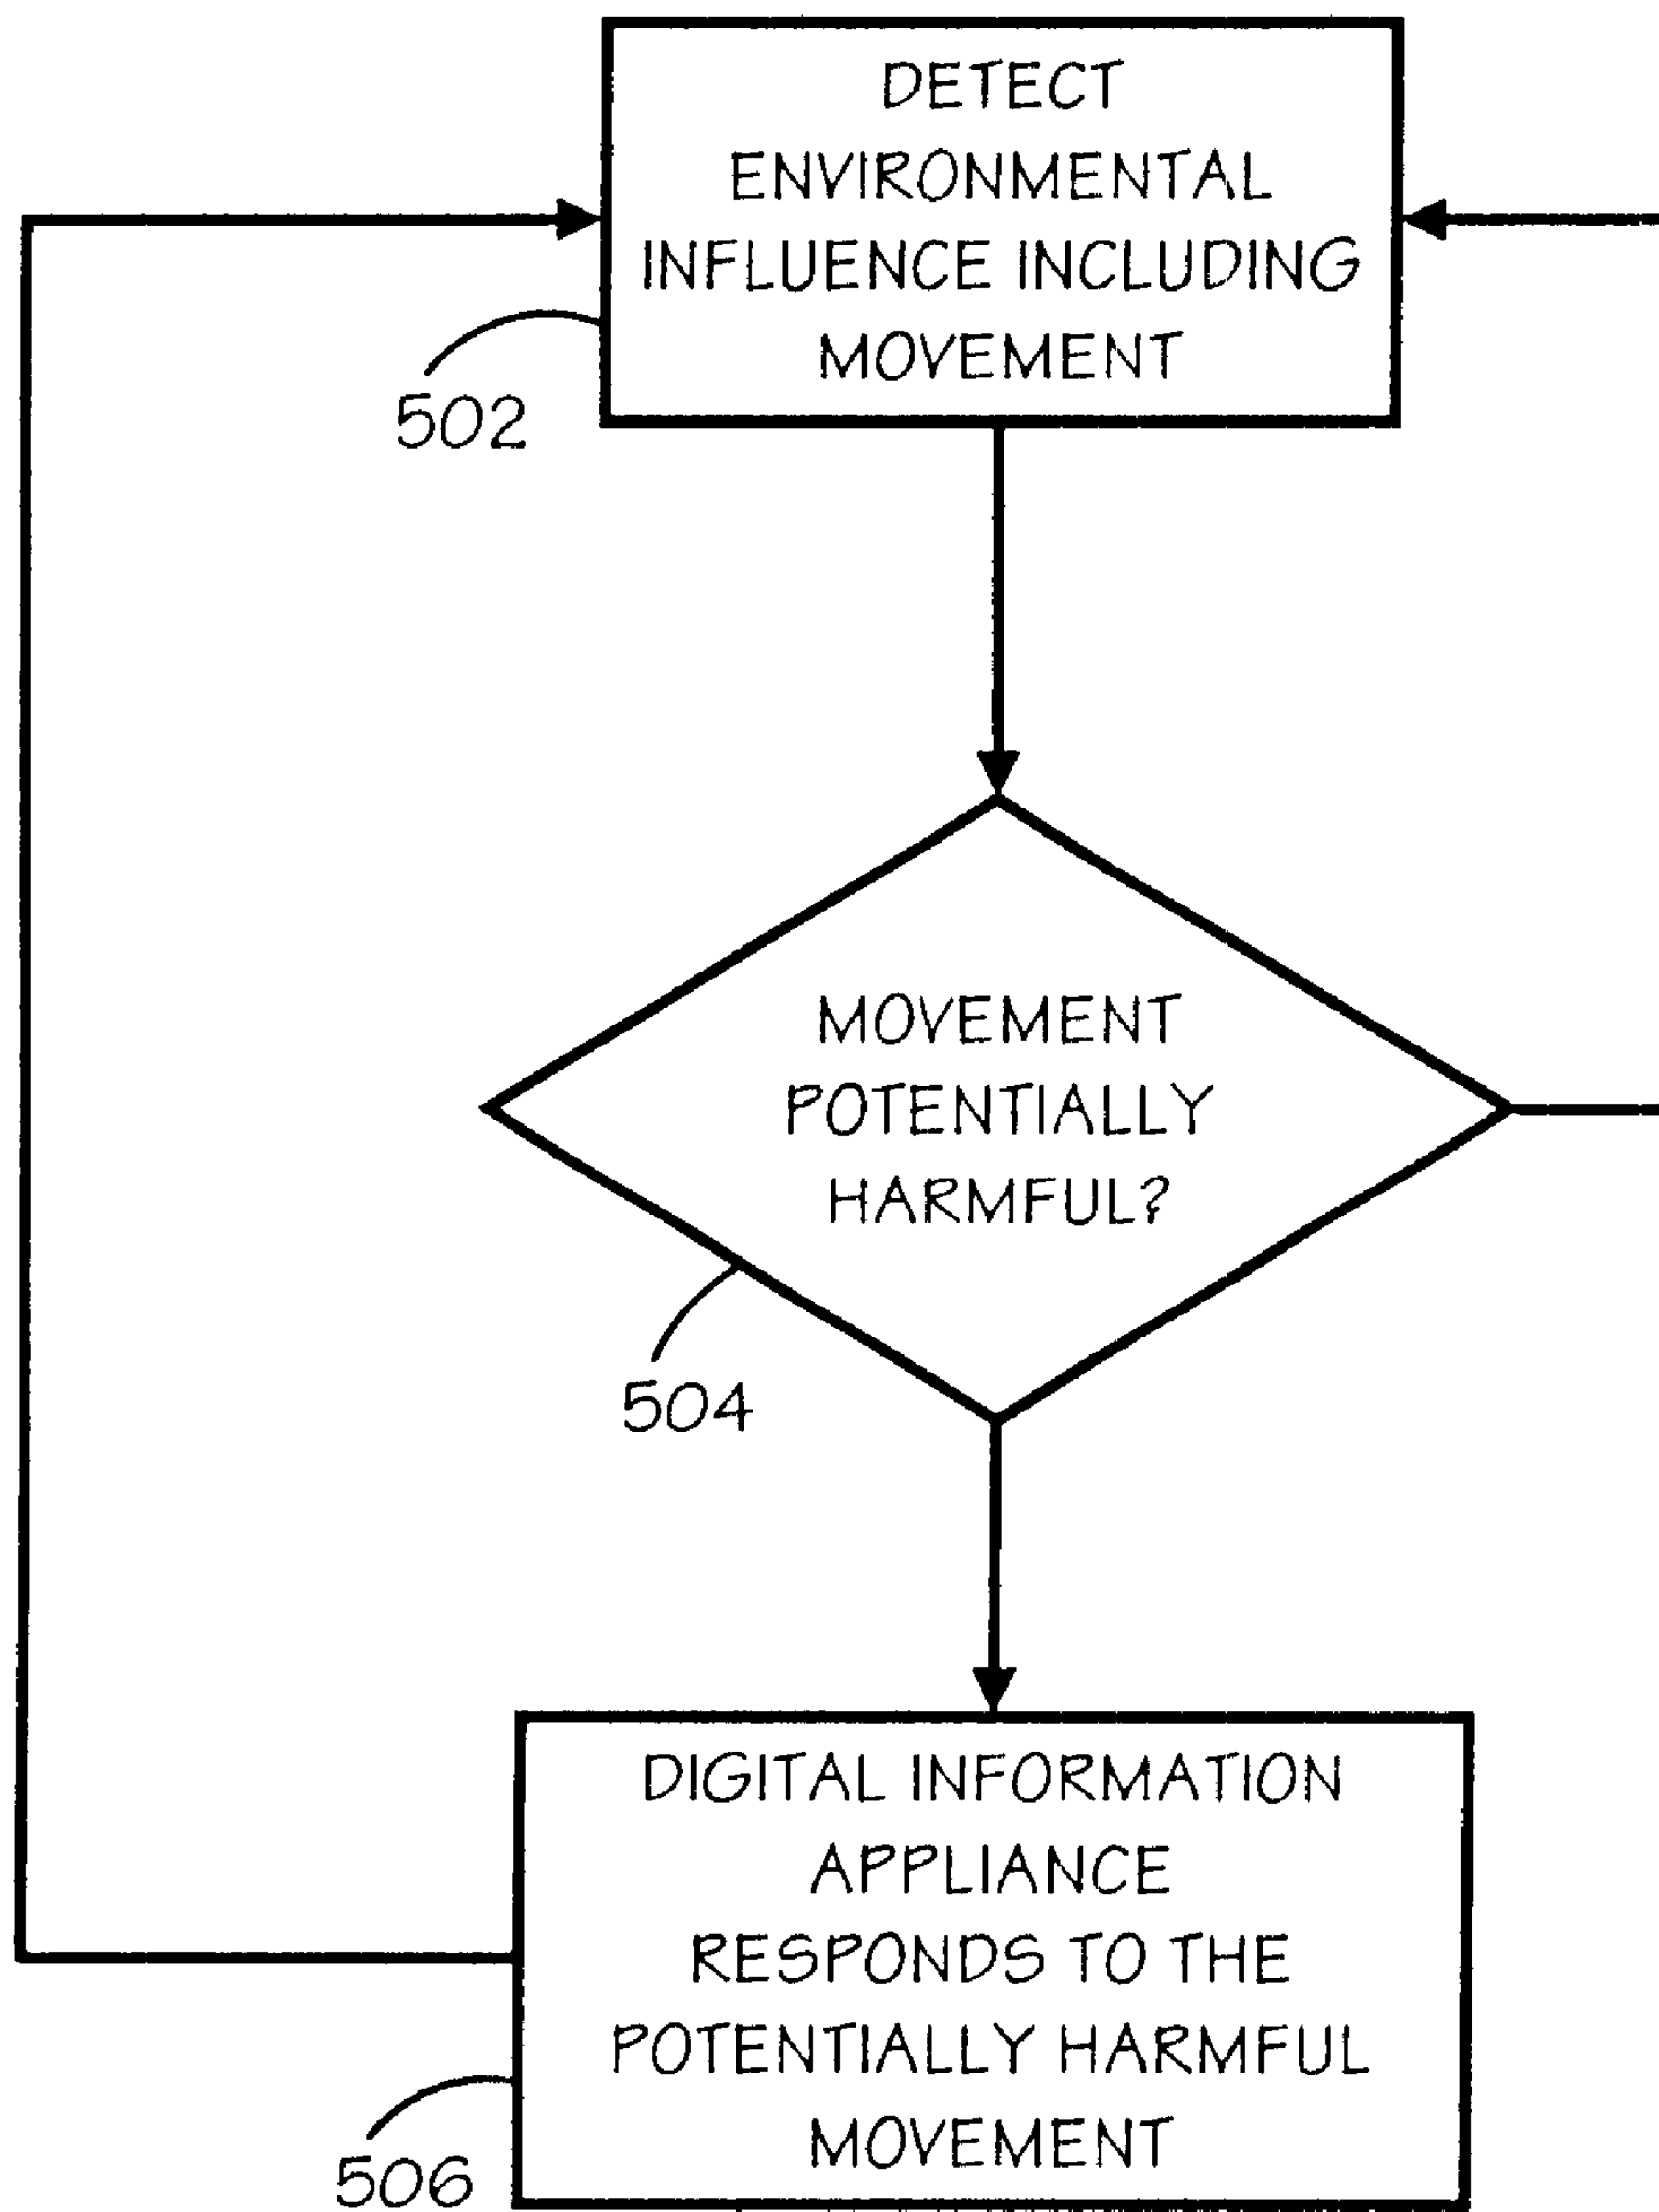 DETECT
ENVIRONMENTAL
INFLUENCE INCLUDING
MOVEMENT
502
MOVEMENT
POTENTIALLY
HARMFUL?
504
DIGITAL INFORMATION
APPLIANCE
RESPONDS TO THE
POTENTIALLY HARMFUL
MOVEMENT
506